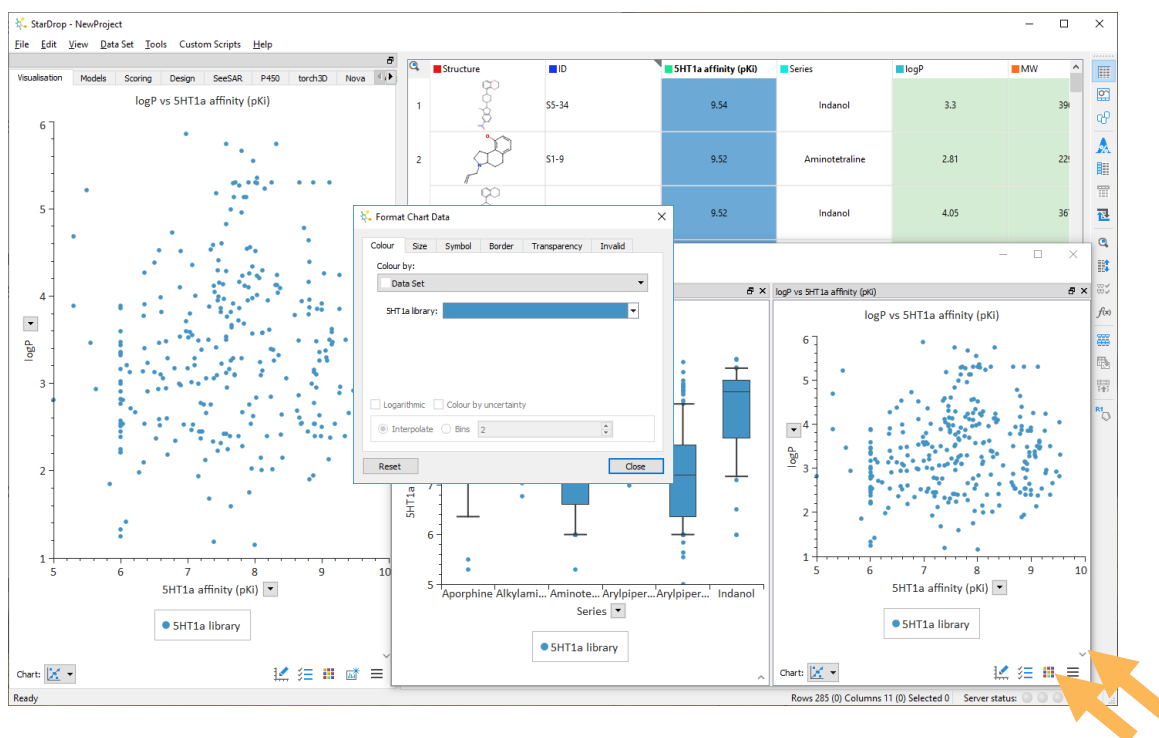 StarDrop - NewProject
File Edit View Data Set Tools Custom Scripts Help
Visualisation Models Scoring Design SeeSAR P450 torch3D Nova
logP vs 5HT1a affinity (pKi)
6
5
4
3
2
1
logP
5 6 7 8 9 10
5HT1a affinity (pKi)
5HT1a library
Chart:
Ready
Structure ID 5HT1a affinity (pKi) Series logP MW
1 S5-34 9.54 Indanol 3.3
2 S1-9 9.52 Aminotetraline 2.81
9.52 Indanol 4.05
Format Chart Data
Colour Size Symbol Border Transparency Invalid
Colour by:
Data Set
5HT1a library:
Logarithmic Colour by uncertainty
Interpolate Bins 2
Reset Close
5HT1a
7
6
5
Aporphine Alkylami... Aminote... Arylpiper... Arylpiper... Indanol
Series
5HT1a library
logP vs 5HT1a affinity (pKi)
logP vs 5HT1a affinity (pKi)
6
5
4
3
2
1
logP
5 6 7 8 9 10
5HT1a affinity (pKi)
5HT1a library
Chart:
Rows 285 (0) Columns 11 (0) Selected 0 Server status:
f(x)
R1